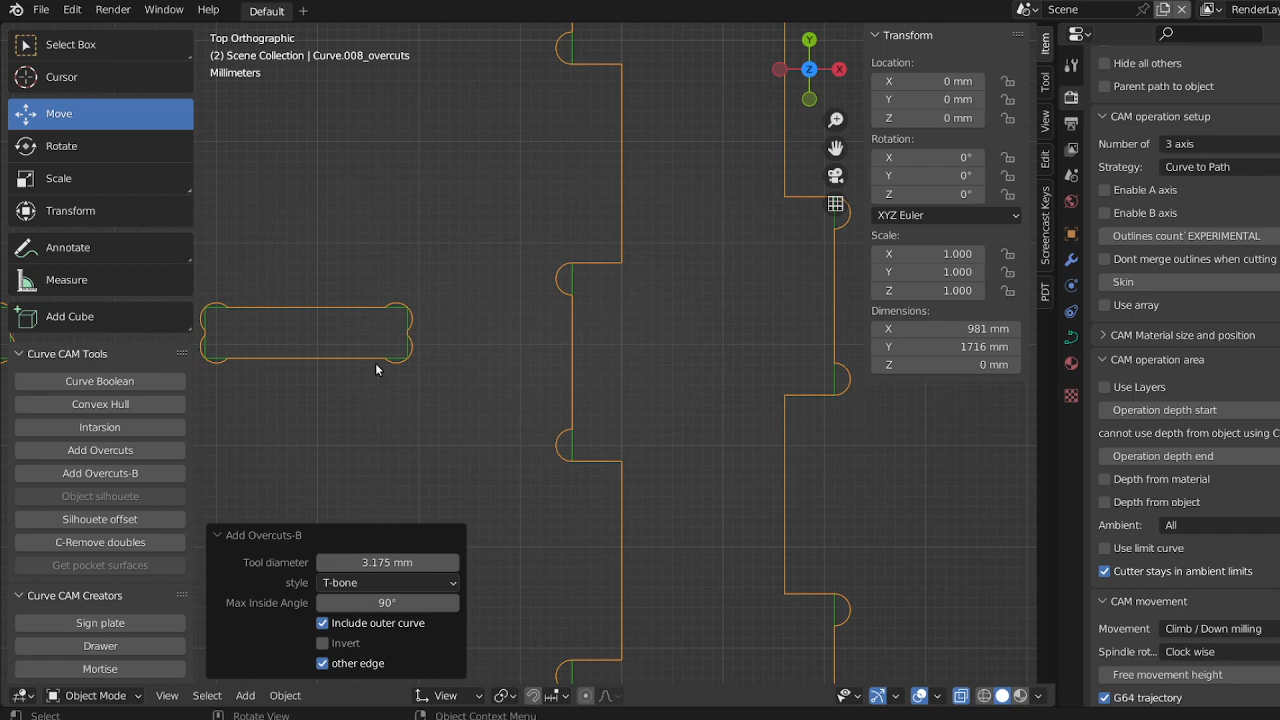 File Edit Render Window Help Default + Scene RenderLay
Select Box
Cursor
Move
Rotate
Scale
Transform
Annotate
Measure
Add Cube
Curve CAM Tools
Curve Boolean
Convex Hull
Intarsion
Add Overcuts
Add Overcuts-B
Object silhouete
Silhouete offset
C-Remove doubles
Get pocket surfaces
Curve CAM Creators
Sign plate
Drawer
Mortise
Top Orthographic
(2) Scene Collection | Curve.008_overcuts
Millimeters
Y
Z X
Add Overcuts-B
Tool diameter 3.175 mm
style T-bone
Max Inside Angle 90°
Include outer curve
Invert
other edge
Transform
Location:
X 0 mm
Y 0 mm
Z 0 mm
Rotation:
X 0°
Y 0°
Z 0°
XYZ Euler
Scale:
X 1.000
Y 1.000
Z 1.000
Dimensions:
X 981 mm
Y 1716 mm
Z 0 mm
Item
Tool
View
Edit
Screencast Keys
PDT
Hide all others
Parent path to object
CAM operation setup
Number of 3 axis
Strategy: Curve to Path
Enable A axis
Enable B axis
Outlines count`EXPERIMENTAL
Dont merge outlines when cutting
Skin
Use array
CAM Material size and position
CAM operation area
Use Layers
Operation depth start
cannot use depth from object using C
Operation depth end
Depth from material
Depth from object
Ambient: All
Use limit curve
Cutter stays in ambient limits
CAM movement
Movement Climb / Down milling
Spindle rot... Clock wise
Free movement height
G64 trajectory
Object Mode View Select Add Object View
Select Rotate View Object Context Menu